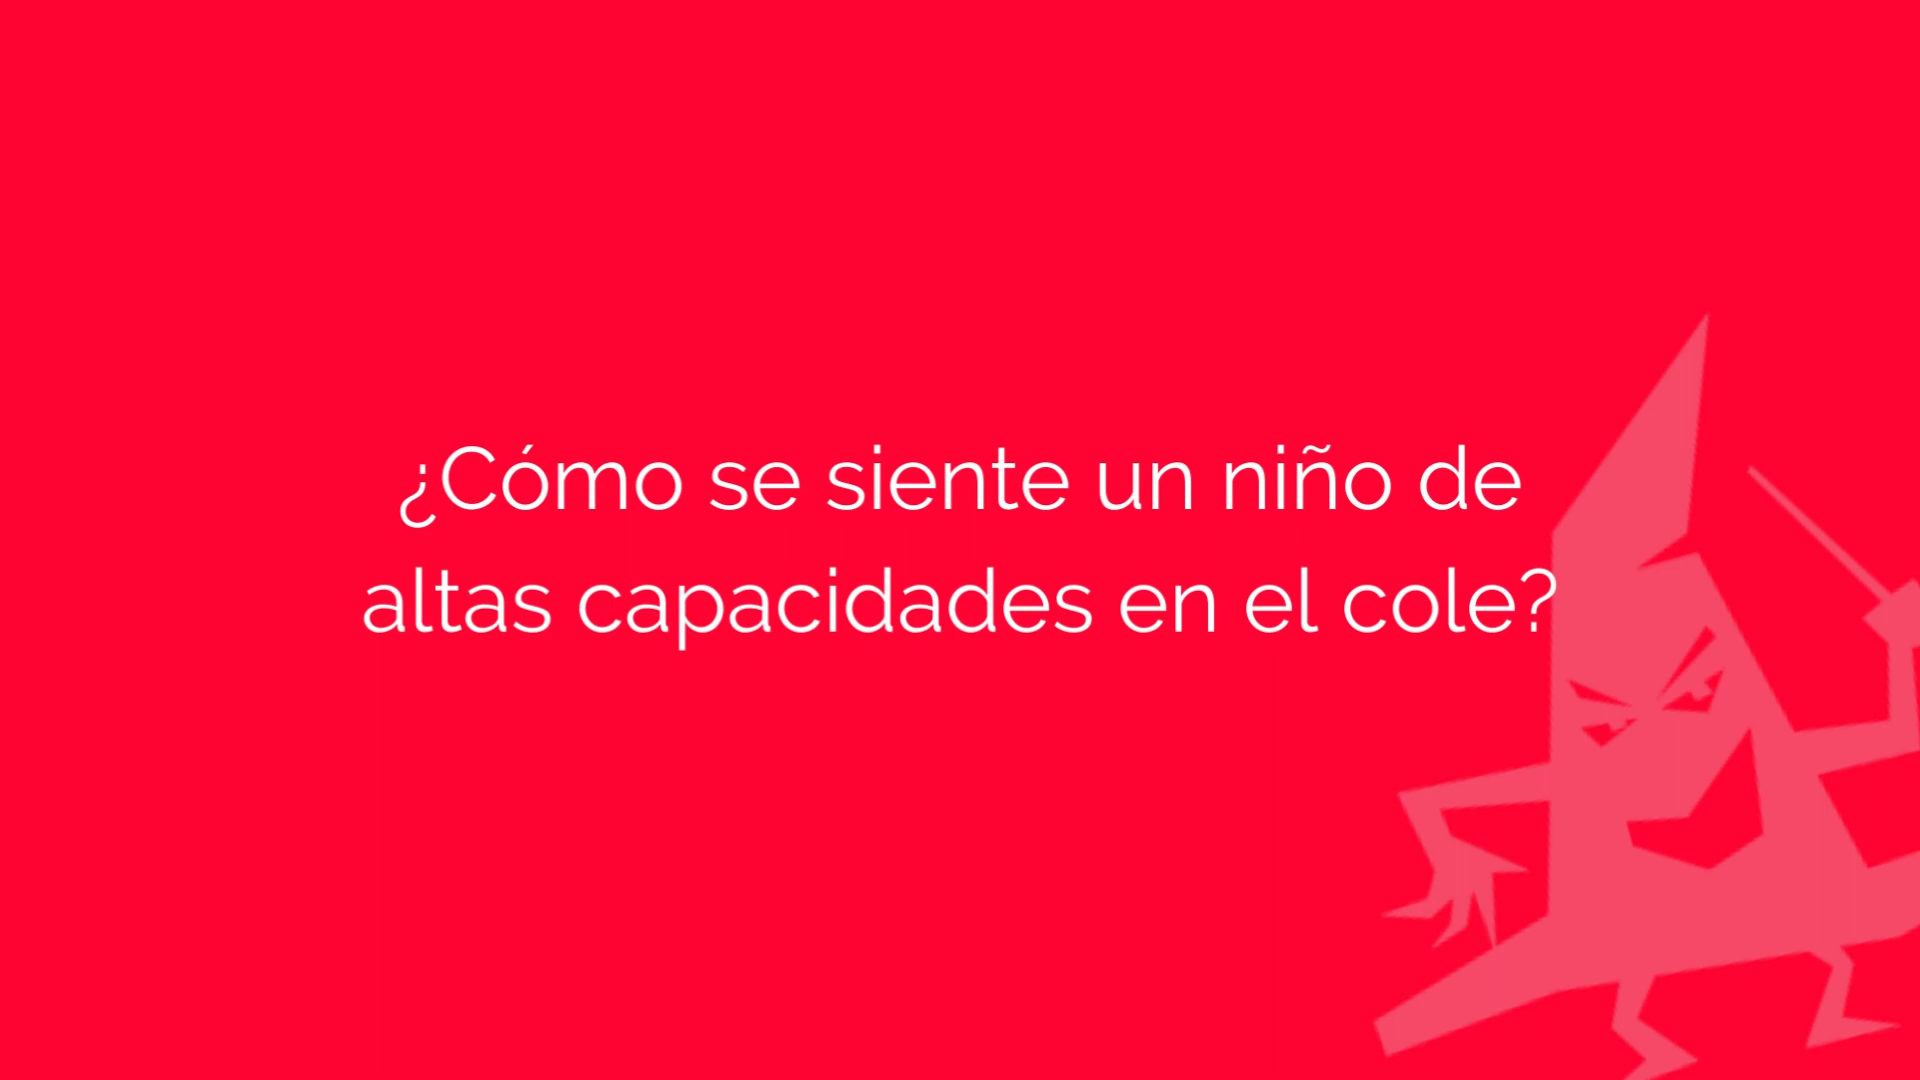 ¿Cómo se siente un niño de
altas capacidades en el cole?